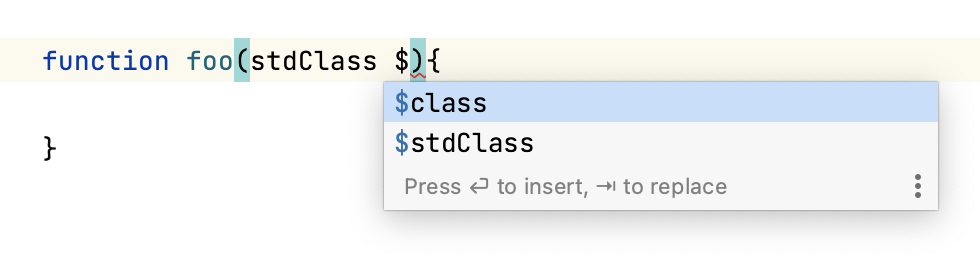 function foo(stdClass $){
$class
$stdClass
}
Press ↩ to insert, ⇥ to replace